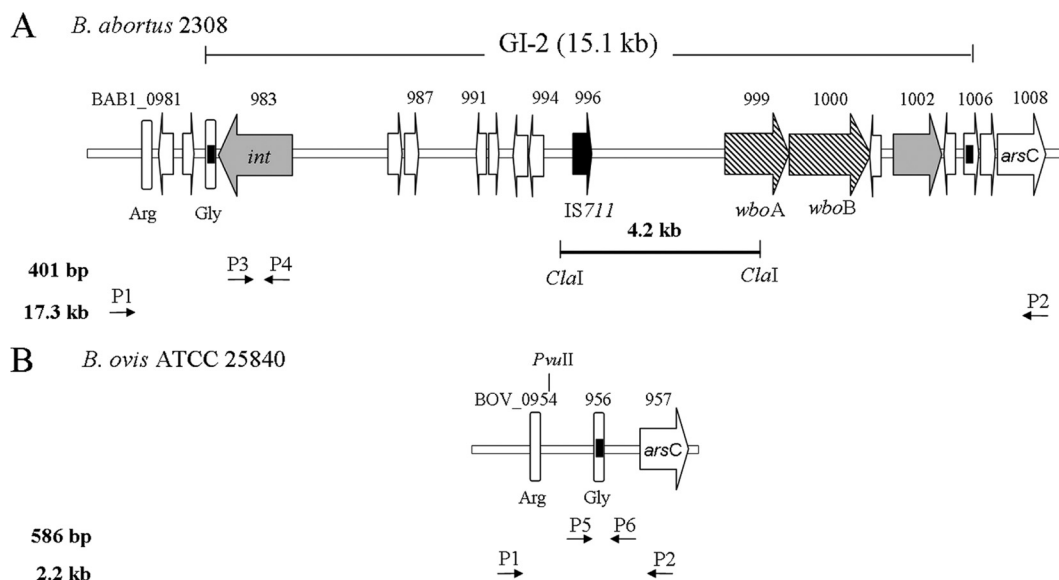 A B. abortus 2308
GI-2 (15.1 kb)
BAB1_0981 983 987 991 994 996 999 1000 1002 1006 1008
int arsC
Arg Gly IS711 wboA wboB
4.2 kb
ClaI ClaI
401 bp P3 P4
17.3 kb P1 P2
B B. ovis ATCC 25840
PvuII
BOV_0954 956 957
arsC
Arg Gly
586 bp P5 P6
2.2 kb P1 P2